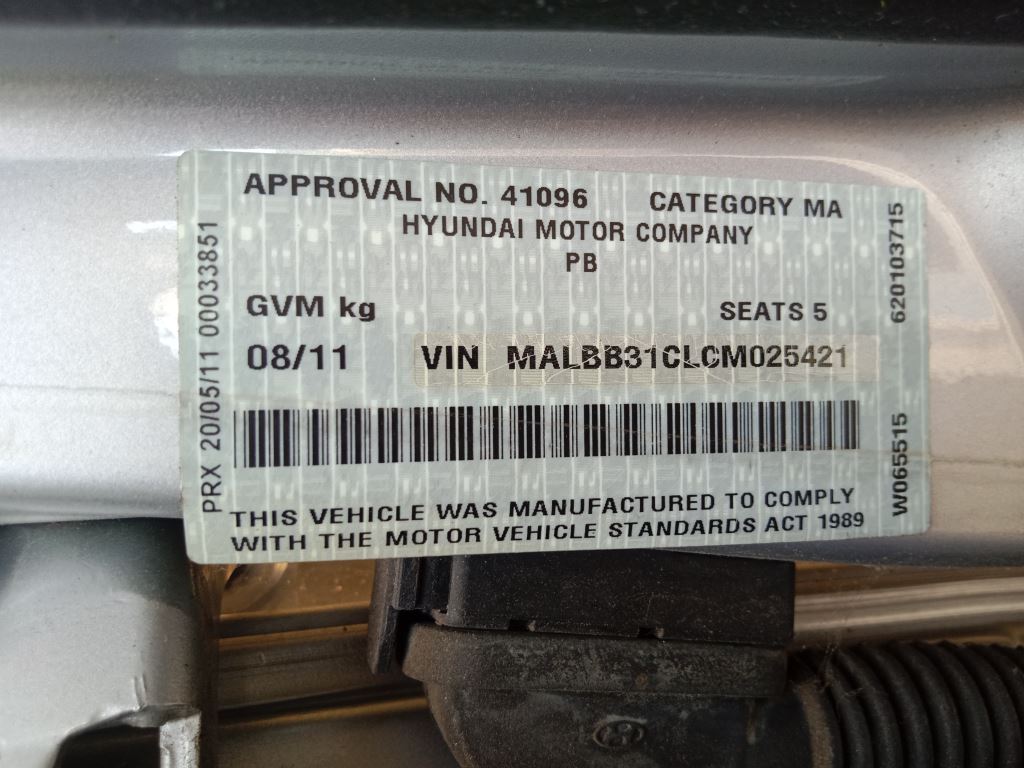 APPROVAL NO. 41096 CATEGORY MA
HYUNDAI MOTOR COMPANY
PB
GVM kg SEATS 5
08/11 VIN MALBB31CLCM025421
THIS VEHICLE WAS MANUFACTURED TO COMPLY
WITH THE MOTOR VEHICLE STANDARDS ACT 1989
PRX 20/05/11 00033851
W065515 620103715